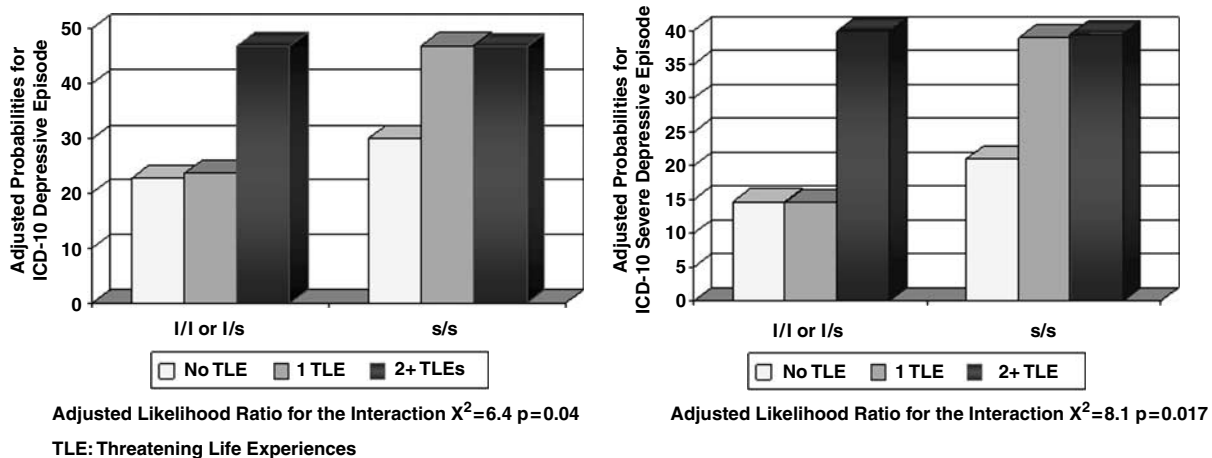 Adjusted Probabilities for
ICD-10 Depressive Episode
50
40
30
20
10
0
l/l or l/s
s/s
No TLE
1 TLE
2+ TLEs
Adjusted Likelihood Ratio for the Interaction X²=6.4 p=0.04
TLE: Threatening Life Experiences
Adjusted Probabilities for
ICD-10 Severe Depressive Episode
40
35
30
25
20
15
10
5
0
l/l or l/s
s/s
No TLE
1 TLE
2+ TLE
Adjusted Likelihood Ratio for the Interaction X²=8.1 p=0.017